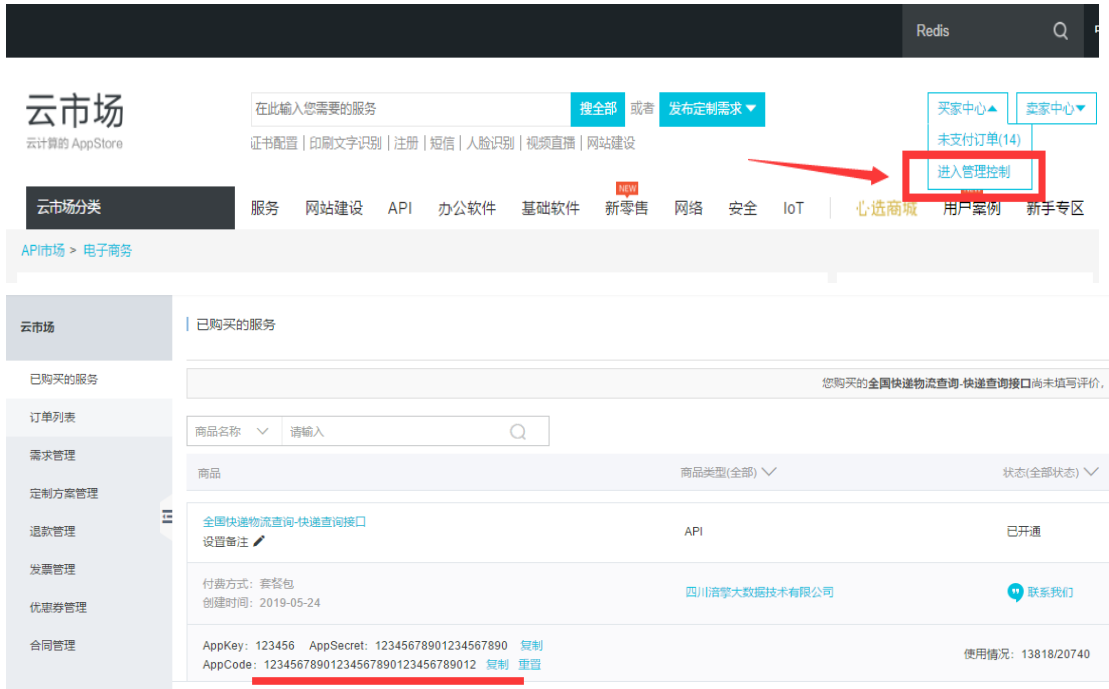 Redis
云市场
云计算的 AppStore
在此输入您需要的服务
搜全部 或者 发布定制需求
买家中心 卖家中心
证书配置 | 印刷文字识别 | 注册 | 短信 | 人脸识别 | 视频直播 | 网站建设
未支付订单(14)
进入管理控制
云市场分类
服务 网站建设 API 办公软件 基础软件 新零售 网络 安全 IoT 心选商城 用户案例 新手专区
NEW
API市场 > 电子商务
云市场
已购买的服务
订单列表
需求管理
定制方案管理
退款管理
发票管理
优惠券管理
合同管理
已购买的服务
您购买的全国快递物流查询-快递查询接口尚未填写评价,
商品名称 请输入
商品 商品类型(全部) 状态(全部状态)
全国快递物流查询-快递查询接口
设置备注
API 已开通
付费方式: 套餐包
创建时间: 2019-05-24
四川涪擎大数据技术有限公司 联系我们
AppKey: 123456 AppSecret: 12345678901234567890 复制
AppCode: 12345678901234567890123456789012 复制 重置
使用情况: 13818/20740